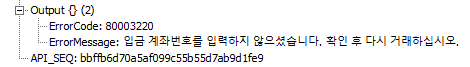 Output {} (2)
ErrorCode: 80003220
ErrorMessage: 입금 계좌번호를 입력하지 않으셨습니다. 확인 후 다시 거래하십시오.
API_SEQ: bbffb6d70a5af099c55b55d7ab9d1fe9